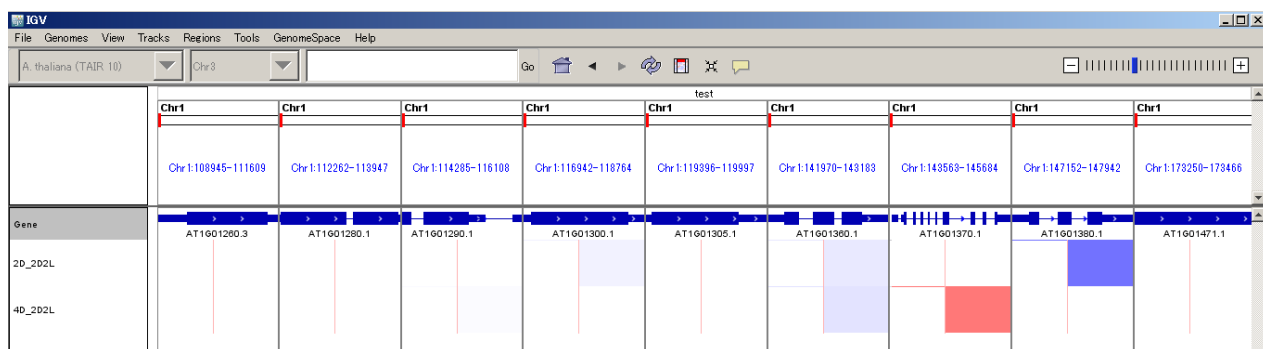 IGV
File Genomes View Tracks Regions Tools GenomeSpace Help
A. thaliana (TAIR 10) Chr3 Go
test
Chr1 Chr1 Chr1 Chr1 Chr1 Chr1 Chr1 Chr1 Chr1
Chr1:108945-111609 Chr1:112262-113947 Chr1:114285-116108 Chr1:116942-118764 Chr1:119396-119997 Chr1:141970-143183 Chr1:143563-145684 Chr1:147152-147942 Chr1:173250-173466
Gene
AT1G01260.3 AT1G01280.1 AT1G01290.1 AT1G01300.1 AT1G01305.1 AT1G01360.1 AT1G01370.1 AT1G01380.1 AT1G01471.1
2D_2D2L
4D_2D2L